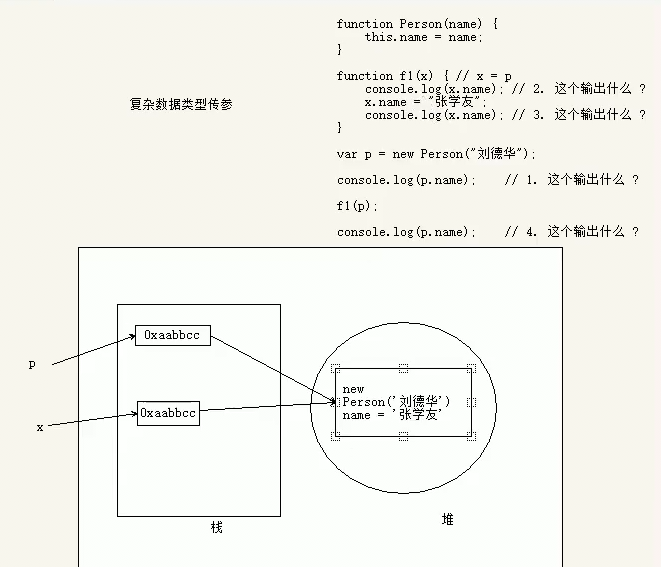 function Person(name) {
    this.name = name;
}
function f1(x) { // x = p
    console.log(x.name); // 2. 这个输出什么 ?
    x.name = "张学友";
    console.log(x.name); // 3. 这个输出什么 ?
}
复杂数据类型传参
var p = new Person("刘德华");
console.log(p.name);    // 1. 这个输出什么 ?
f1(p);
console.log(p.name);    // 4. 这个输出什么 ?
p
0xaabbcc
x
0xaabbcc
new
Person('刘德华')
name = '张学友'
栈
堆